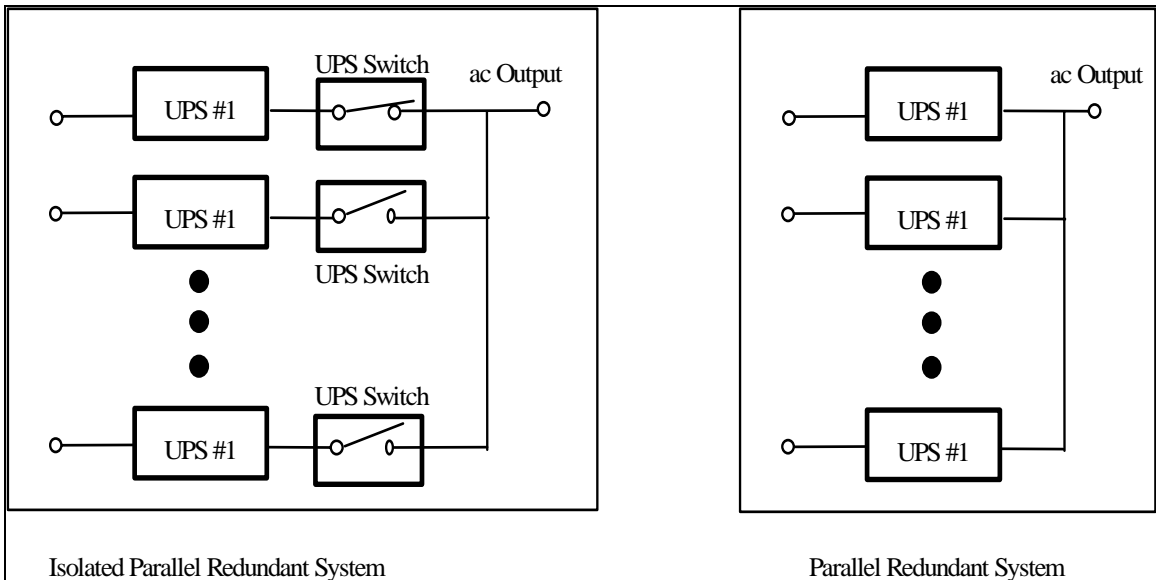 UPS Switch
ac Output
UPS #1
UPS #1
UPS Switch
UPS Switch
UPS #1
Isolated Parallel Redundant System
ac Output
UPS #1
UPS #1
UPS #1
Parallel Redundant System